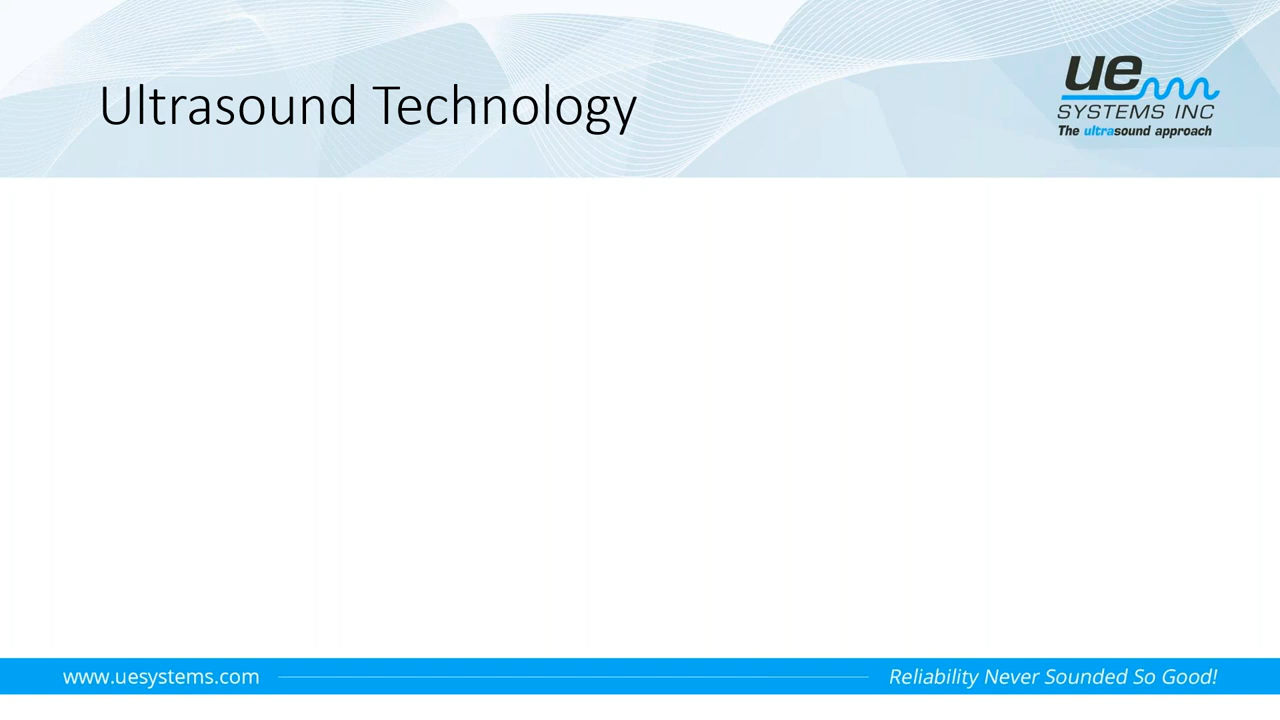 Ultrasound Technology
ue
SYSTEMS INC
The ultrasound approach
www.uesystems.com
Reliability Never Sounded So Good!